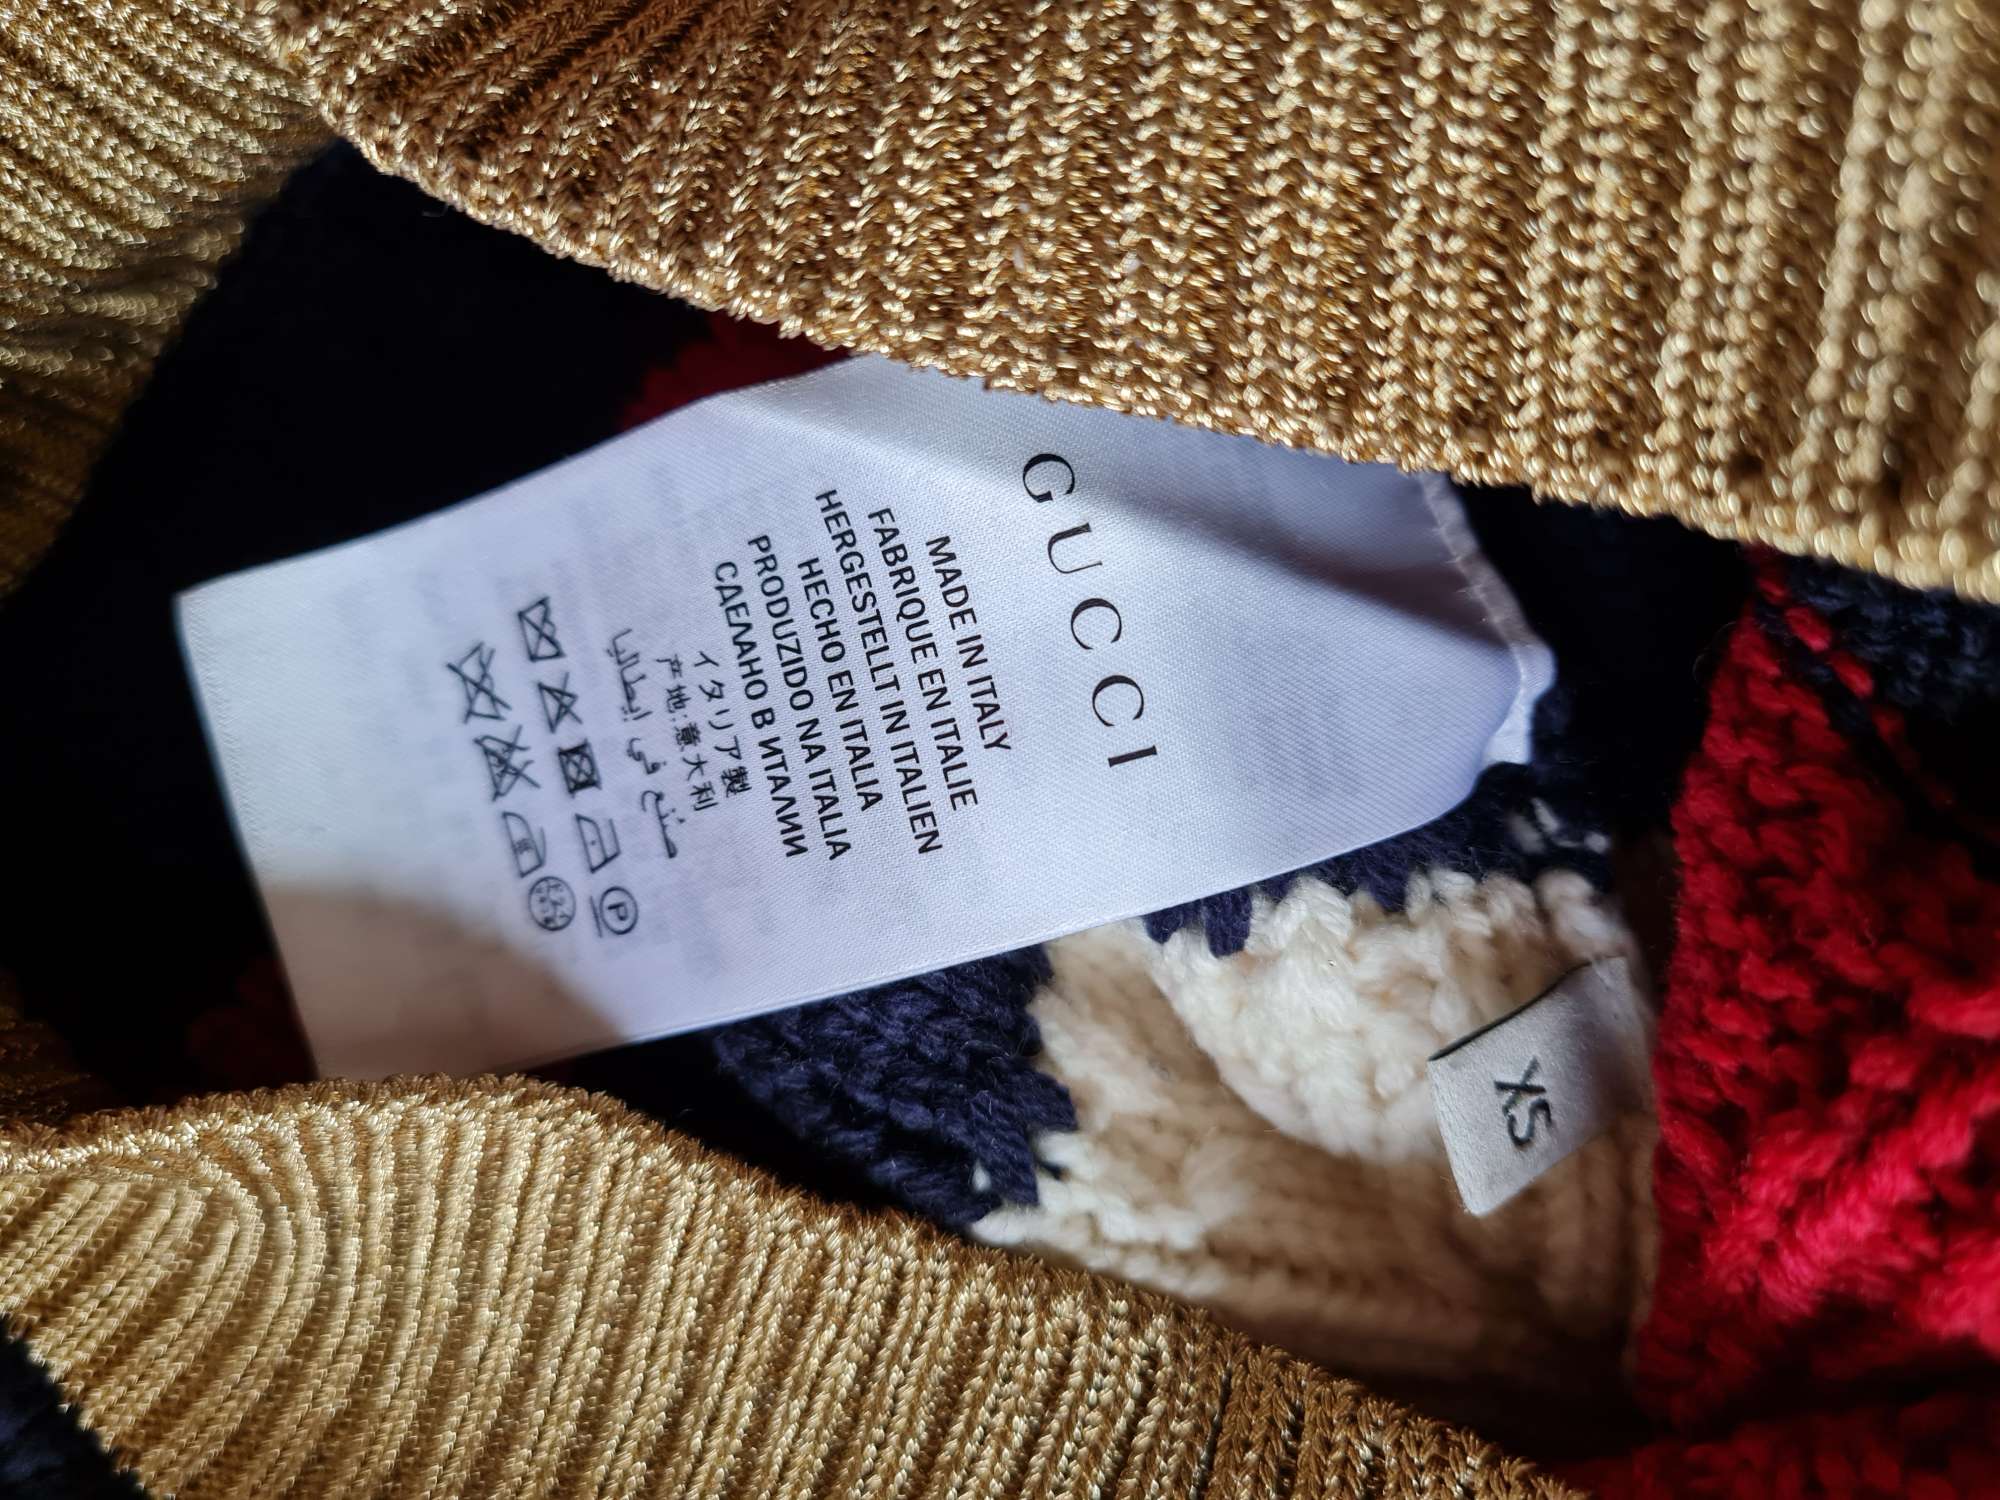 GUCCI
MADE IN ITALY
FABRIQUE EN ITALIE
HERGESTELLT IN ITALIEN
HECHO EN ITALIA
PRODUZIDO NA ITALIA
СДЕЛАНО В ИТАЛИИ
イタリア製
产地:意大利
صنع في إيطاليا
P
XS